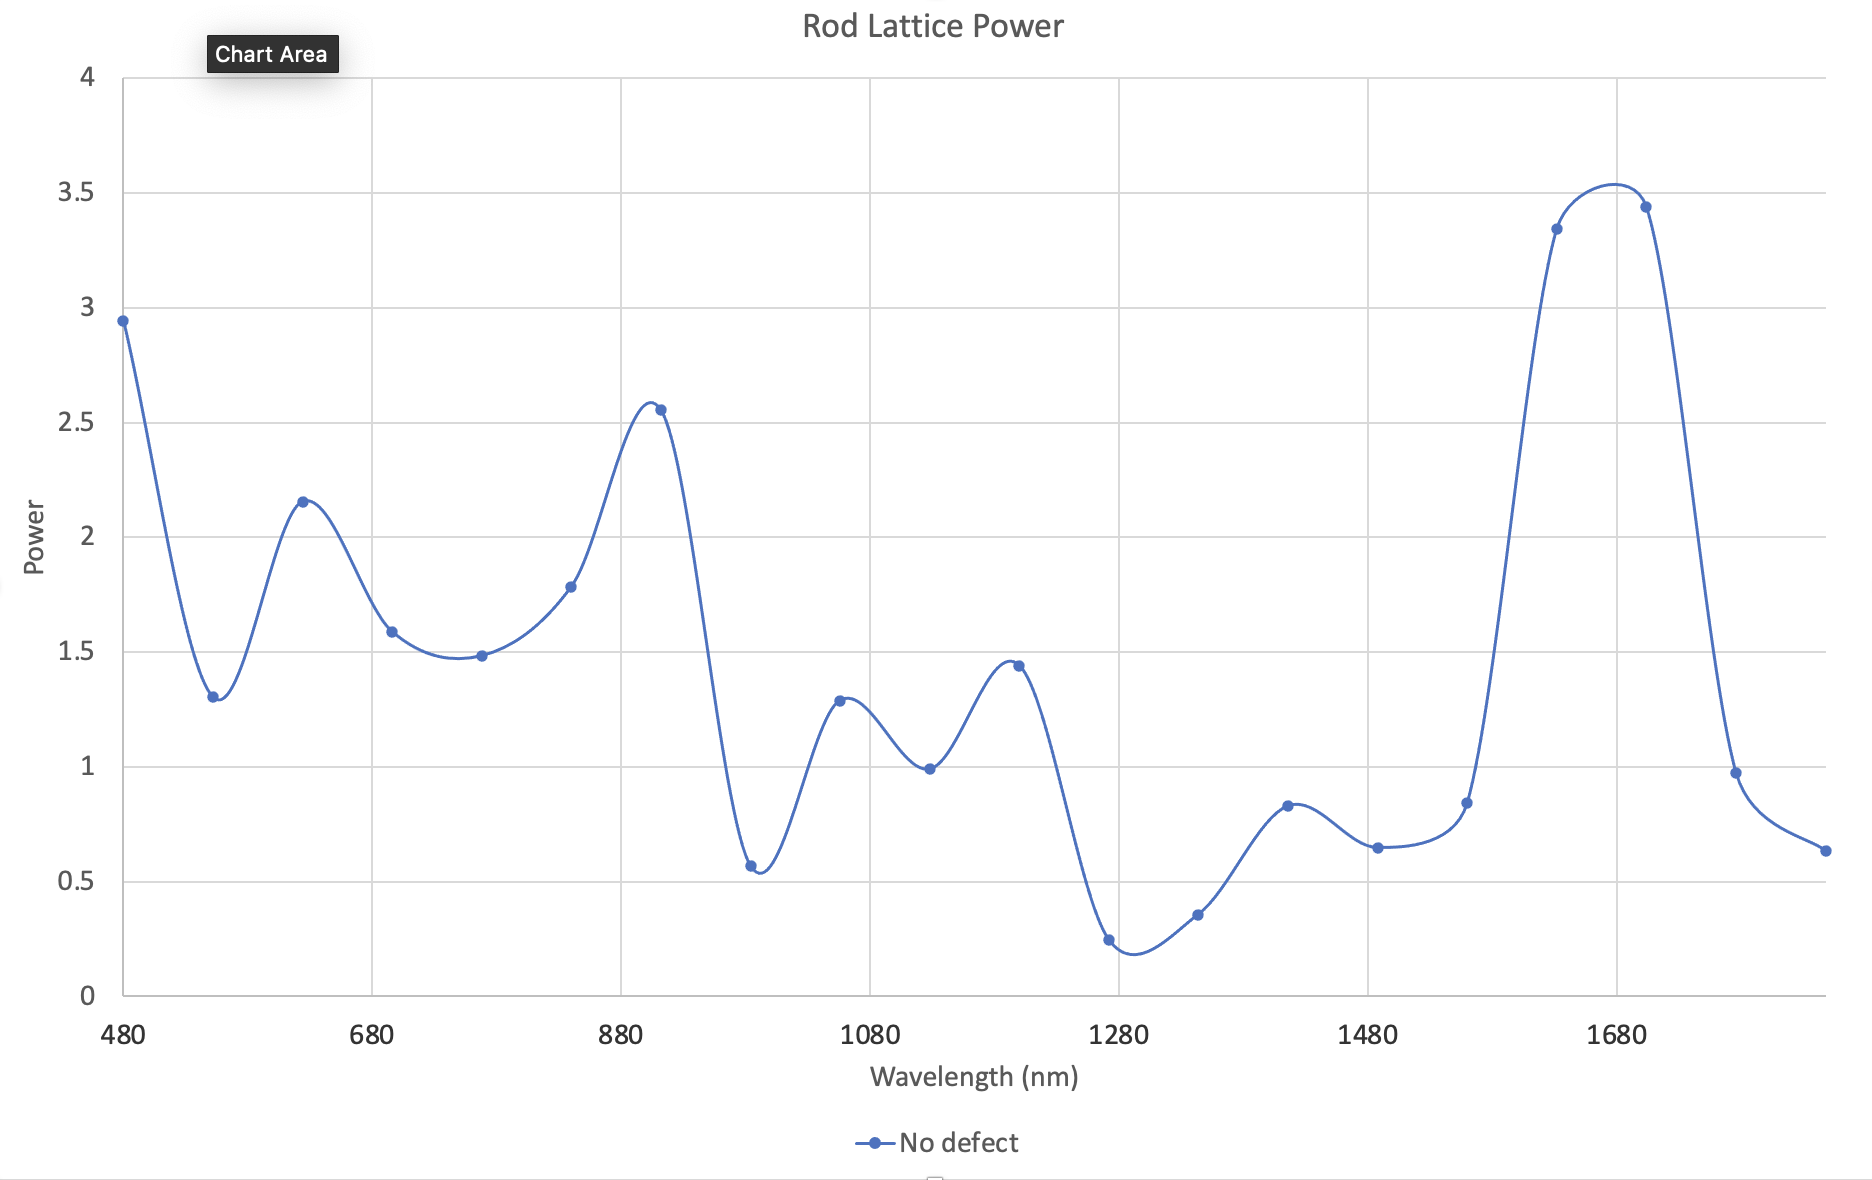 Rod Lattice Power
Chart Area
4
3.5
3
2.5
2
1.5
1
0.5
0
Power
480 680 880 1080 1280 1480 1680
Wavelength (nm)
No defect